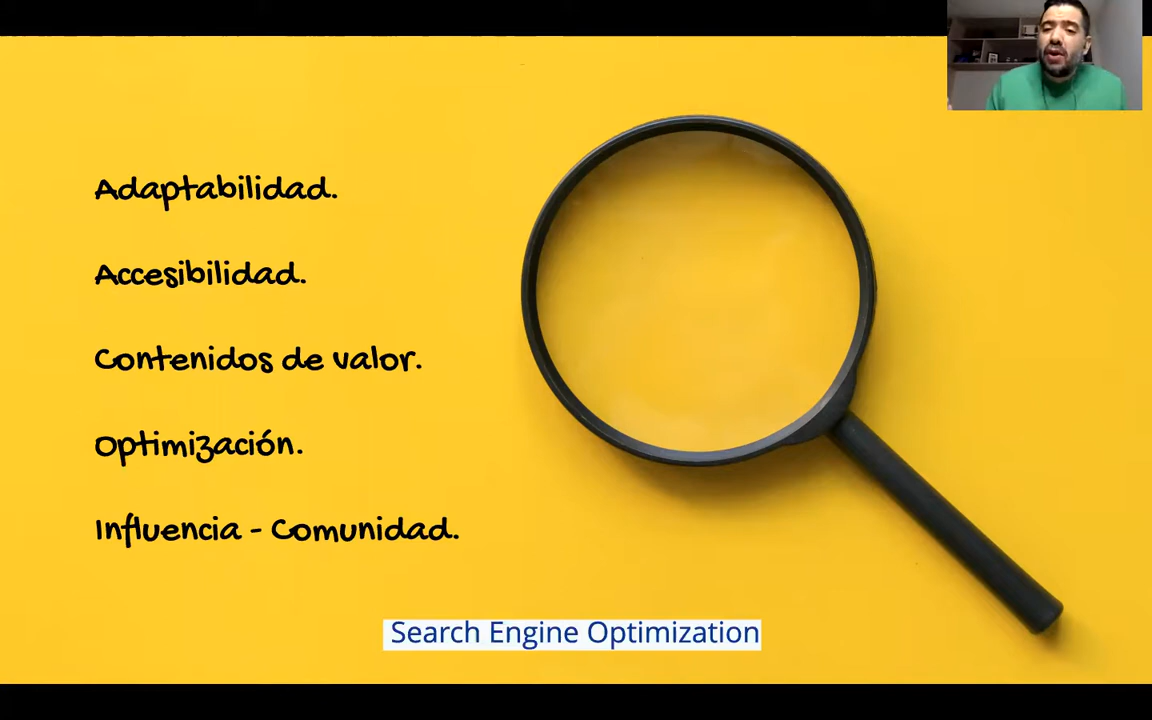 Adaptabilidad.
Accesibilidad.
Contenidos de valor.
Optimización.
Influencia - Comunidad.
Search Engine Optimization